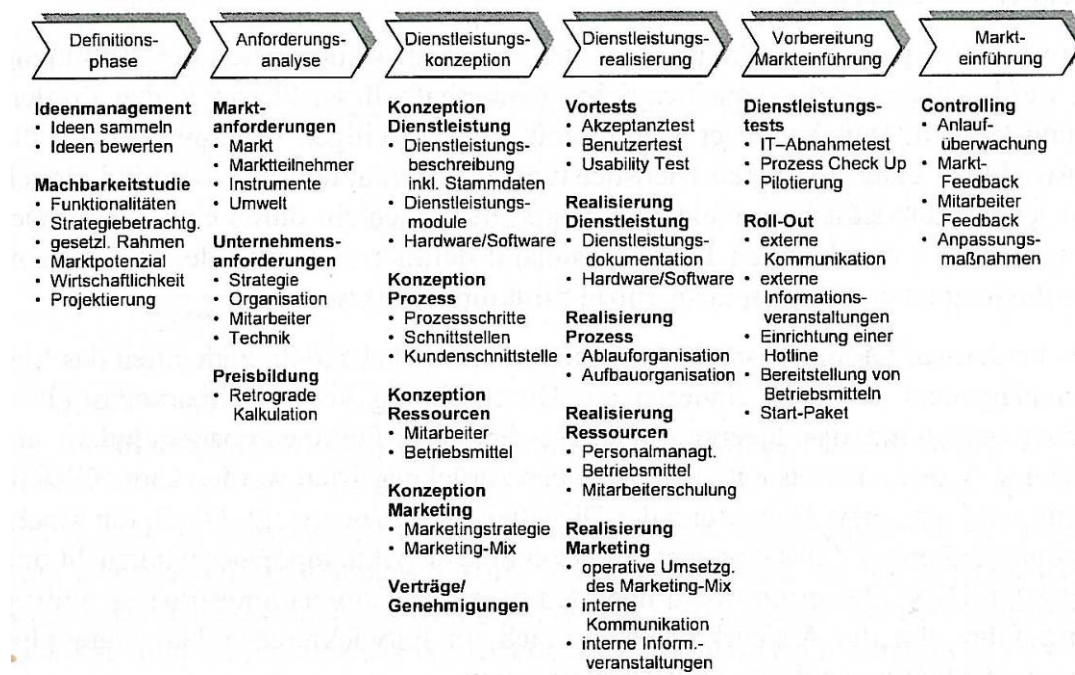 Definitions-
phase
Anforderungs-
analyse
Dienstleistungs-
konzeption
Dienstleistungs-
realisierung
Vorbereitung
Markteinführung
Markt-
einführung
Ideenmanagement
• Ideen sammeln
• Ideen bewerten
Machbarkeitstudie
• Funktionalitäten
• Strategiebetrachtg.
• gesetzl. Rahmen
• Marktpotenzial
• Wirtschaftlichkeit
• Projektierung
Markt-
anforderungen
• Markt
• Marktteilnehmer
• Instrumente
• Umwelt
Unternehmens-
anforderungen
• Strategie
• Organisation
• Mitarbeiter
• Technik
Preisbildung
• Retrograde
Kalkulation
Konzeption
Dienstleistung
• Dienstleistungs-
beschreibung
inkl. Stammdaten
• Dienstleistungs-
module
• Hardware/Software
Konzeption
Prozess
• Prozessschritte
• Schnittstellen
• Kundenschnittstelle
Konzeption
Ressourcen
• Mitarbeiter
• Betriebsmittel
Konzeption
Marketing
• Marketingstrategie
• Marketing-Mix
Verträge/
Genehmigungen
Vortests
• Akzeptanztest
• Benutzertest
• Usability Test
Realisierung
Dienstleistung
• Dienstleistungs-
dokumentation
• Hardware/Software
Realisierung
Prozess
• Ablauforganisation
• Aufbauorganisation
Realisierung
Ressourcen
• Personalmanagt.
• Betriebsmittel
• Mitarbeiterschulung
Realisierung
Marketing
• operative Umsetzg.
des Marketing-Mix
• interne
Kommunikation
• interne Inform.-
veranstaltungen
Dienstleistungs-
tests
• IT–Abnahmetest
• Prozess Check Up
• Pilotierung
Roll-Out
• externe
Kommunikation
• externe
Informations-
veranstaltungen
• Einrichtung einer
Hotline
• Bereitstellung von
Betriebsmitteln
• Start-Paket
Controlling
• Anlauf-
überwachung
• Markt-
Feedback
• Mitarbeiter
Feedback
• Anpassungs-
maßnahmen